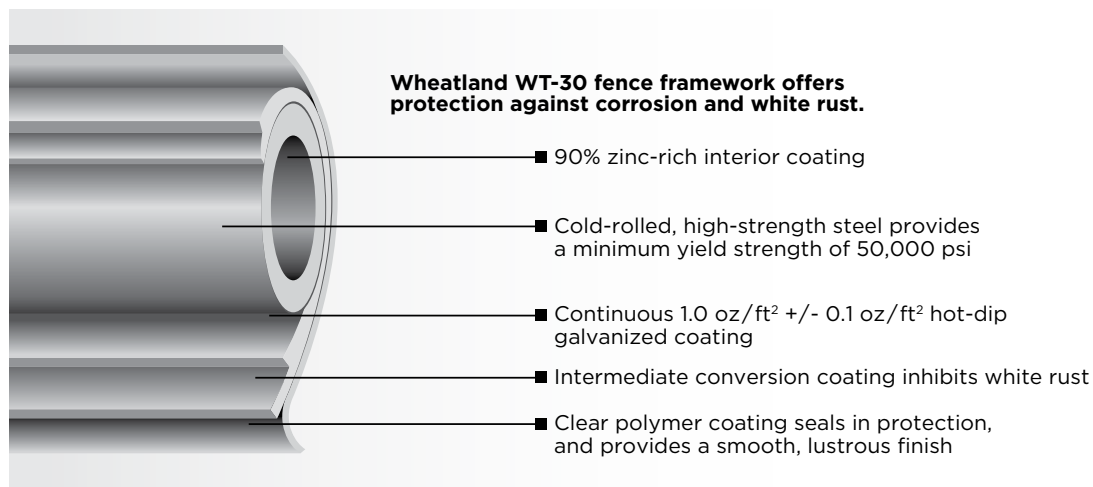 Wheatland WT-30 fence framework offers
protection against corrosion and white rust.
90% zinc-rich interior coating
Cold-rolled, high-strength steel provides
a minimum yield strength of 50,000 psi
Continuous 1.0 oz/ft² +/- 0.1 oz/ft² hot-dip
galvanized coating
Intermediate conversion coating inhibits white rust
Clear polymer coating seals in protection,
and provides a smooth, lustrous finish